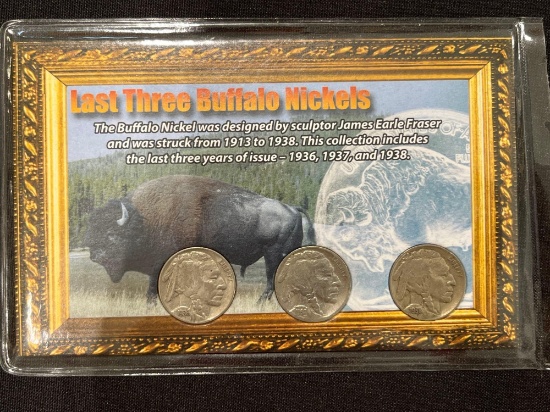 Last Three Buffalo Nickels
The Buffalo Nickel was designed by sculptor James Earle Fraser
and was struck from 1913 to 1938. This collection includes
the last three years of issue – 1936, 1937, and 1938.